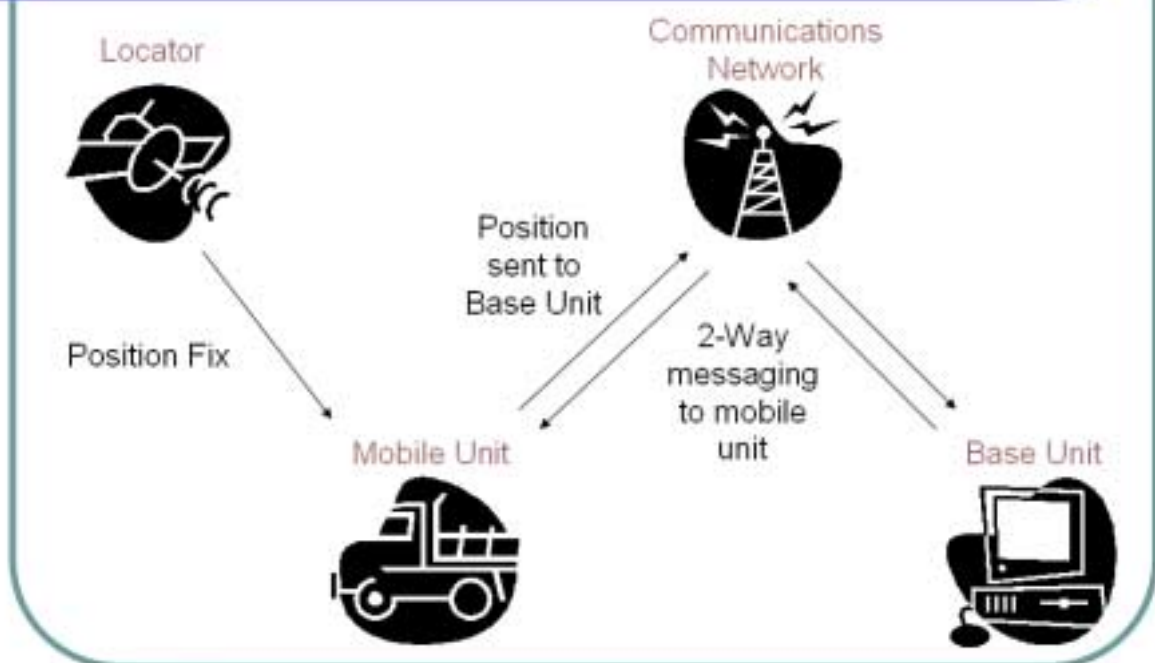 Locator
Communications
Network
Position
sent to
Base Unit
Position Fix
2-Way
messaging
to mobile
unit
Mobile Unit
Base Unit